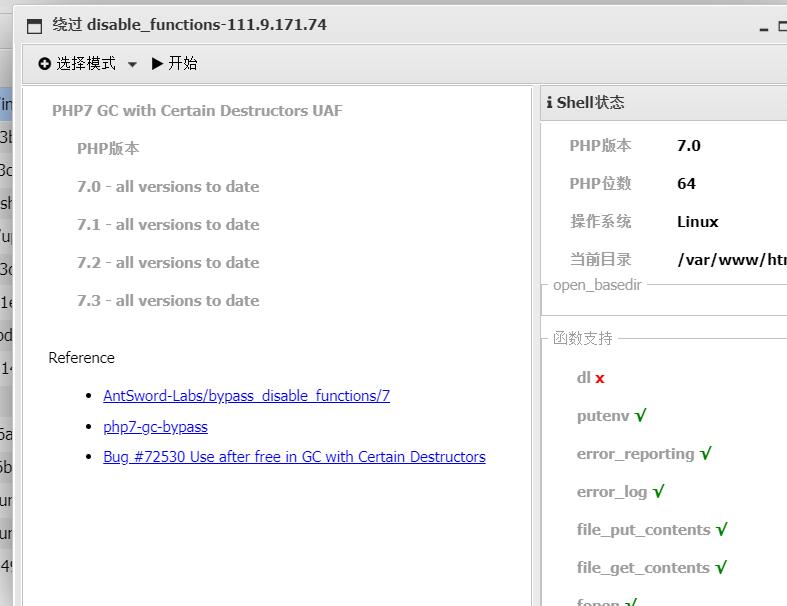 绕过 disable_functions-111.9.171.74
选择模式 开始
PHP7 GC with Certain Destructors UAF
PHP版本
7.0 - all versions to date
7.1 - all versions to date
7.2 - all versions to date
7.3 - all versions to date
Reference
AntSword-Labs/bypass_disable_functions/7
php7-gc-bypass
Bug #72530 Use after free in GC with Certain Destructors
Shell状态
PHP版本 7.0
PHP位数 64
操作系统 Linux
当前目录 /var/www/htm
open_basedir
函数支持
dl x
putenv √
error_reporting √
error_log √
file_put_contents √
file_get_contents √
fopen √